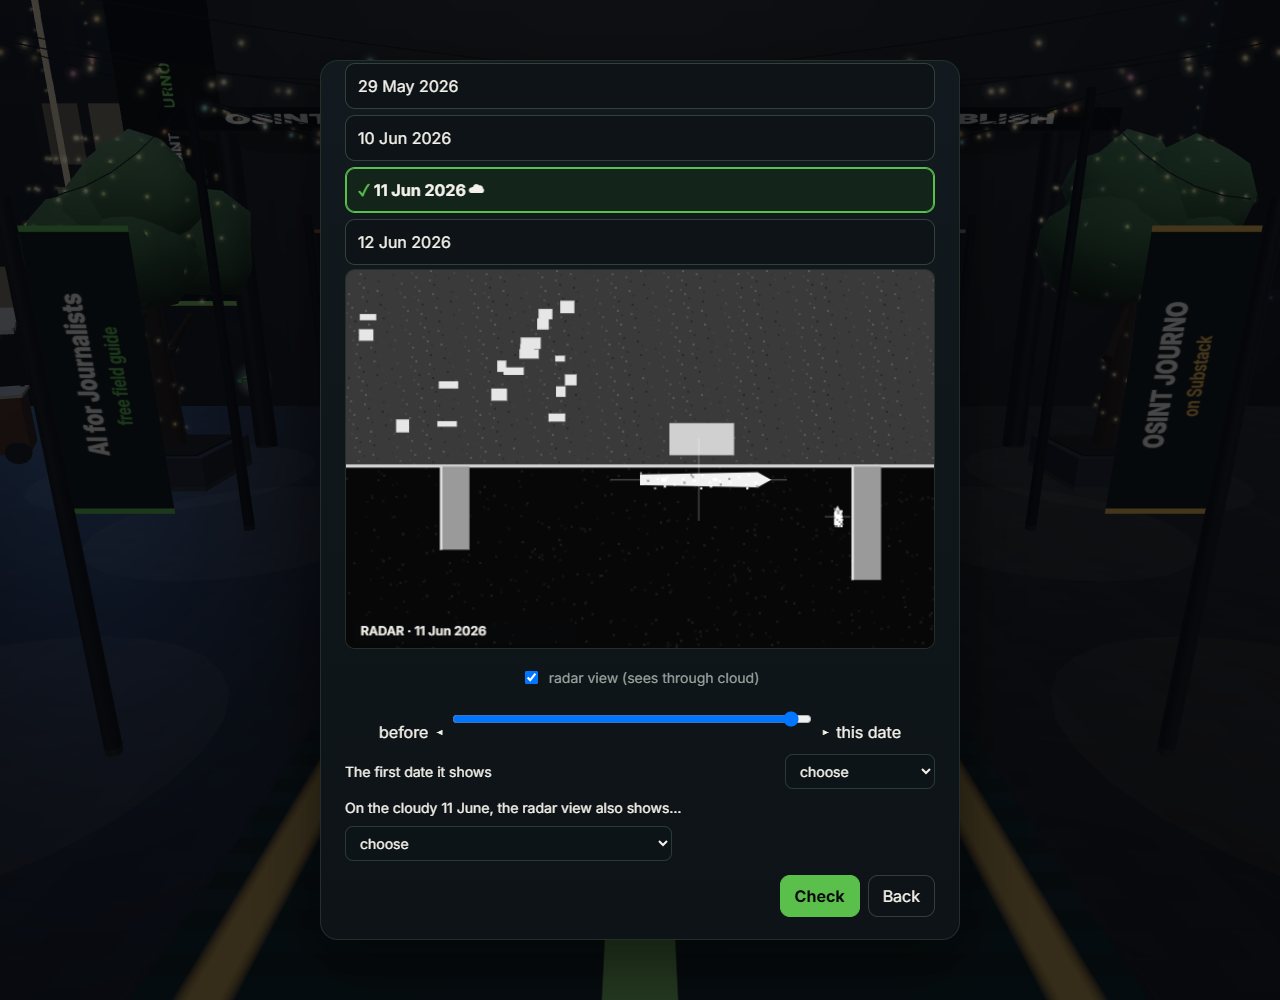 29 May 2026
10 Jun 2026
✓ 11 Jun 2026 ☁
12 Jun 2026
RADAR · 11 Jun 2026
radar view (sees through cloud)
before ◂
▸ this date
The first date it shows
choose
On the cloudy 11 June, the radar view also shows...
choose
Check
Back
AI for Journalists
free field guide
OSINT JOURNO
on Substack
OSINT
BLISH